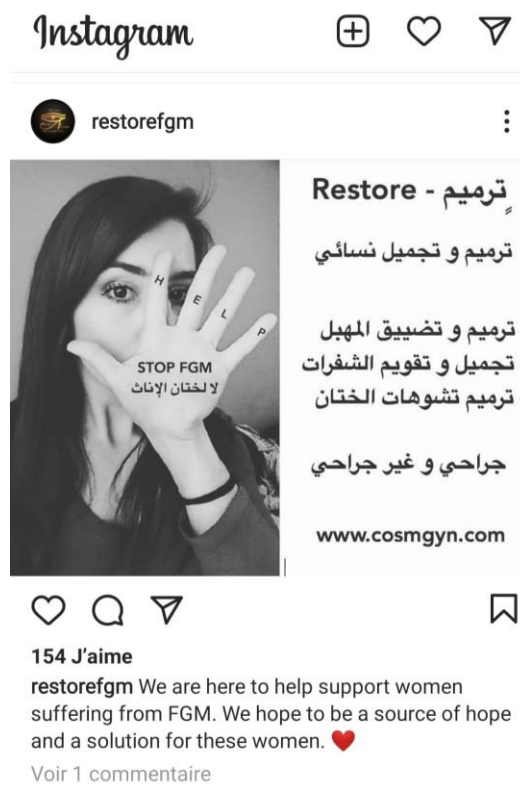 Instagram
restorefgm
H
E
L
P
STOP FGM
لا لختان الإناث
ترميم - Restore
ترميم و تجميل نسائي
ترميم و تضييق المهبل
تجميل و تقويم الشفرات
ترميم تشوهات الختان
جراحي و غير جراحي
www.cosmgyn.com
154 J’aime
restorefgm We are here to help support women
suffering from FGM. We hope to be a source of hope
and a solution for these women. ❤️
Voir 1 commentaire